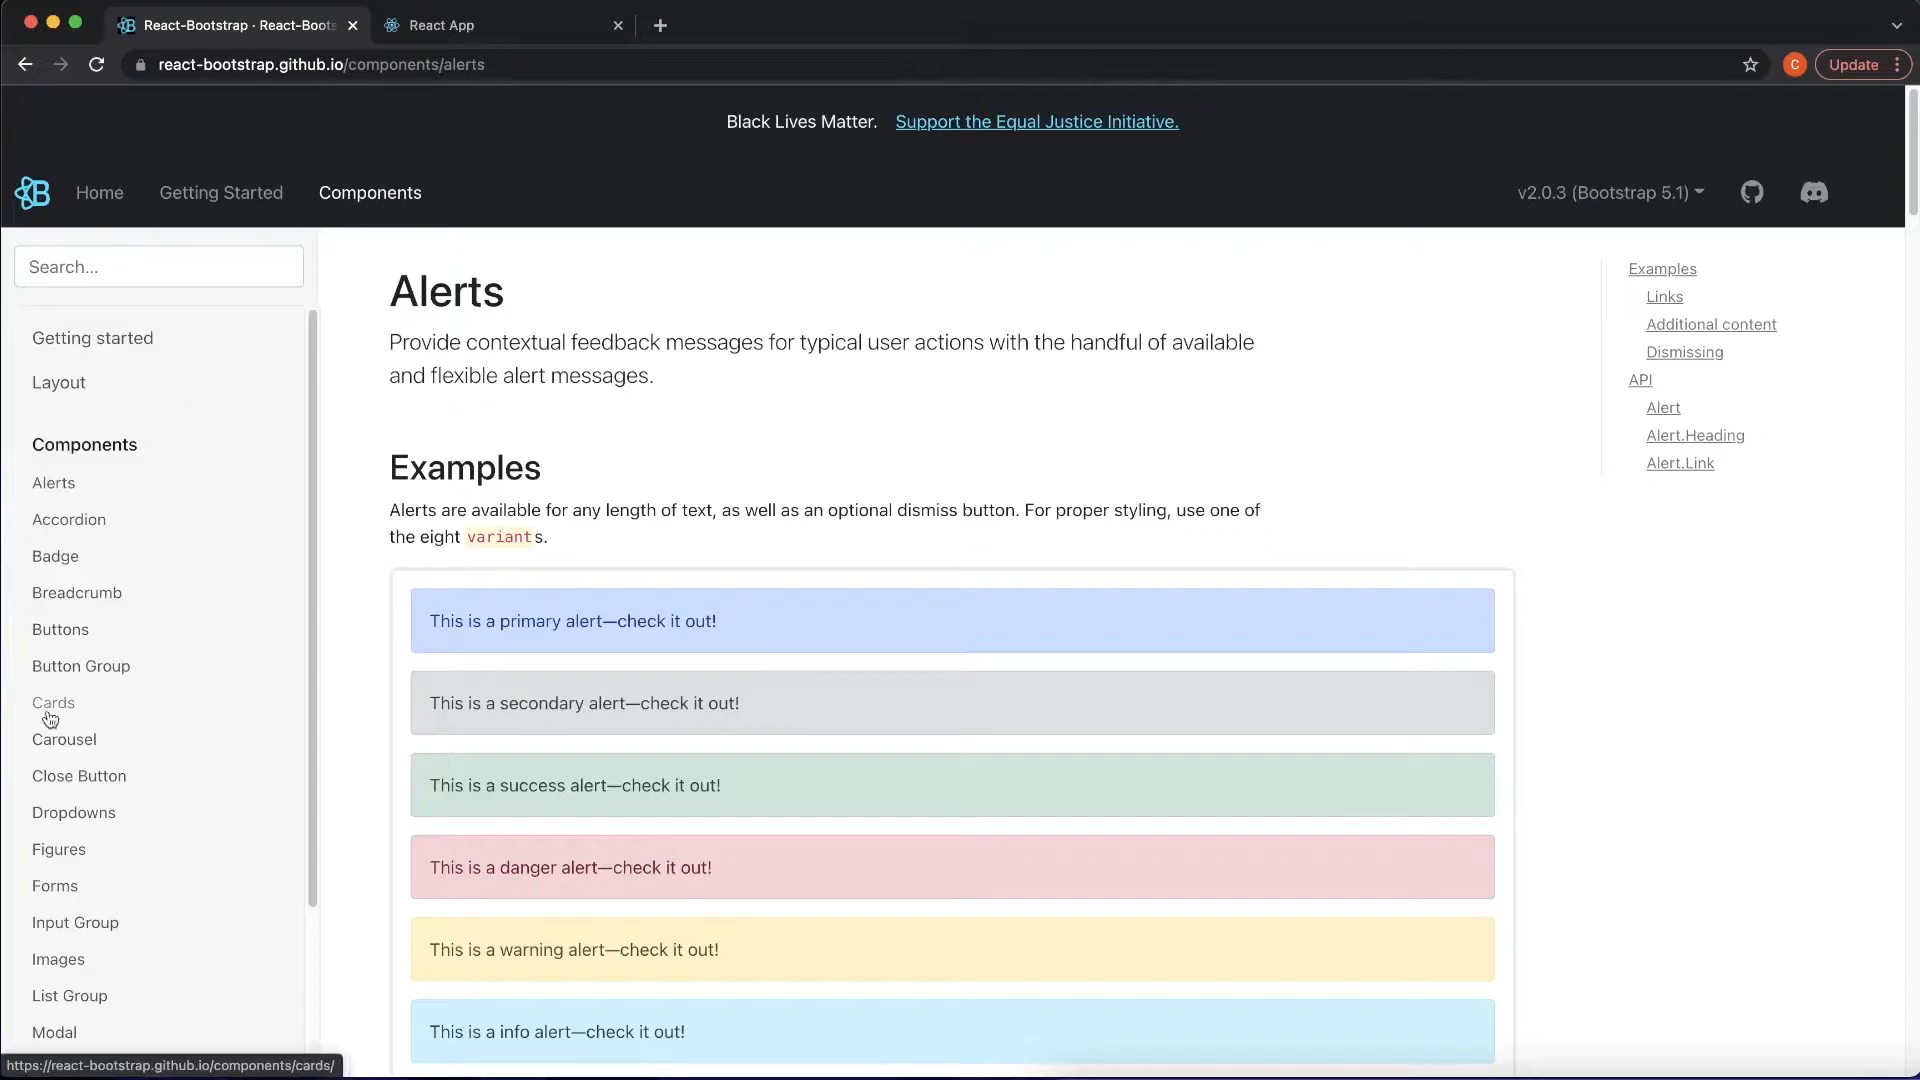 React-Bootstrap · React-Boots
React App
react-bootstrap.github.io/components/alerts
C
Update
Black Lives Matter. Support the Equal Justice Initiative.
B
Home
Getting Started
Components
v2.0.3 (Bootstrap 5.1)
Search...
Getting started
Layout
Components
Alerts
Accordion
Badge
Breadcrumb
Buttons
Button Group
Cards
Carousel
Close Button
Dropdowns
Figures
Forms
Input Group
Images
List Group
Modal
https://react-bootstrap.github.io/components/cards/
Alerts
Provide contextual feedback messages for typical user actions with the handful of available
and flexible alert messages.
Examples
Alerts are available for any length of text, as well as an optional dismiss button. For proper styling, use one of
the eight variants.
This is a primary alert—check it out!
This is a secondary alert—check it out!
This is a success alert—check it out!
This is a danger alert—check it out!
This is a warning alert—check it out!
This is a info alert—check it out!
Examples
Links
Additional content
Dismissing
API
Alert
Alert.Heading
Alert.Link